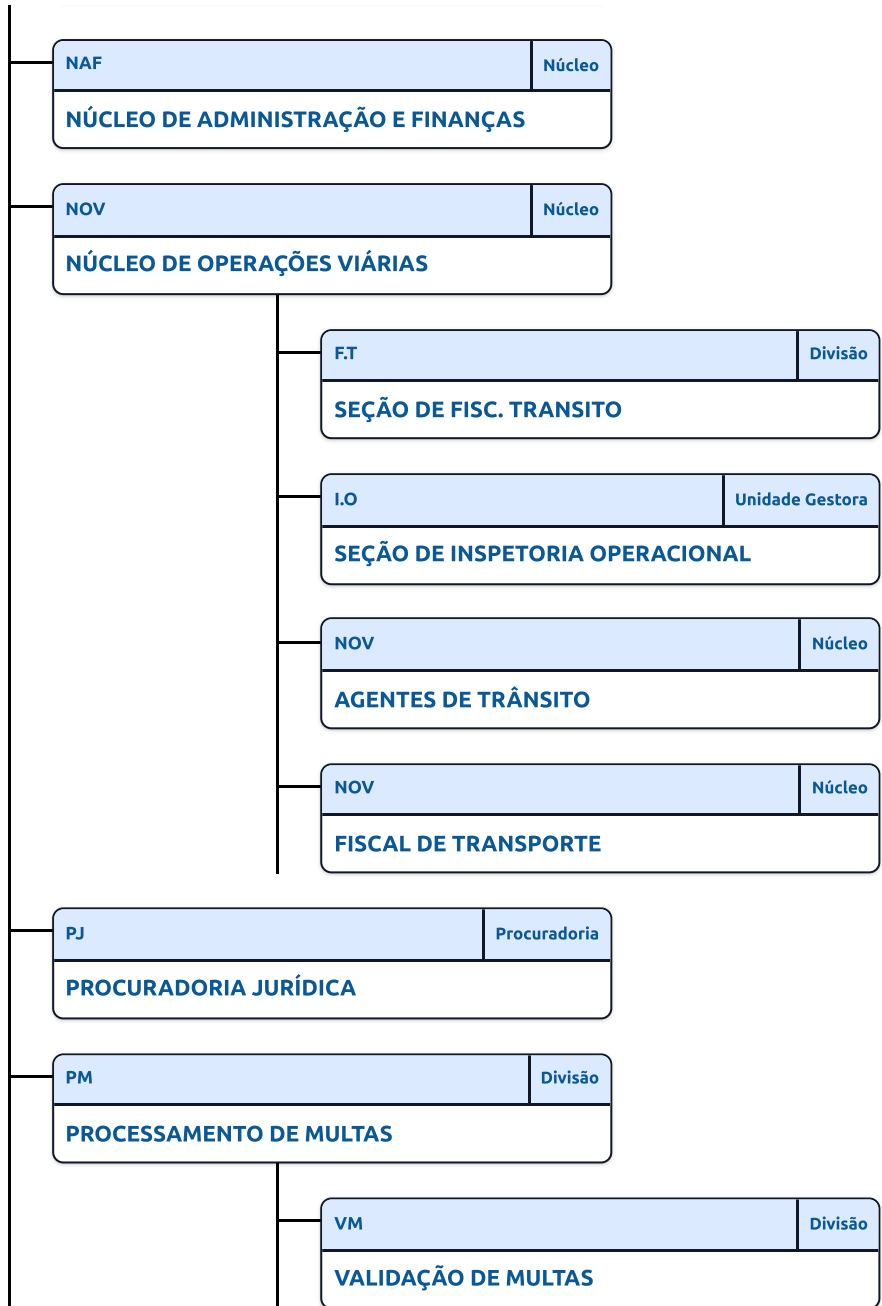 NAF
Núcleo
NÚCLEO DE ADMINISTRAÇÃO E FINANÇAS
NOV
Núcleo
NÚCLEO DE OPERAÇÕES VIÁRIAS
F.T
Divisão
SEÇÃO DE FISC. TRANSITO
I.O
Unidade Gestora
SEÇÃO DE INSPETORIA OPERACIONAL
NOV
Núcleo
AGENTES DE TRÂNSITO
NOV
Núcleo
FISCAL DE TRANSPORTE
PJ
Procuradoria
PROCURADORIA JURÍDICA
PM
Divisão
PROCESSAMENTO DE MULTAS
VM
Divisão
VALIDAÇÃO DE MULTAS